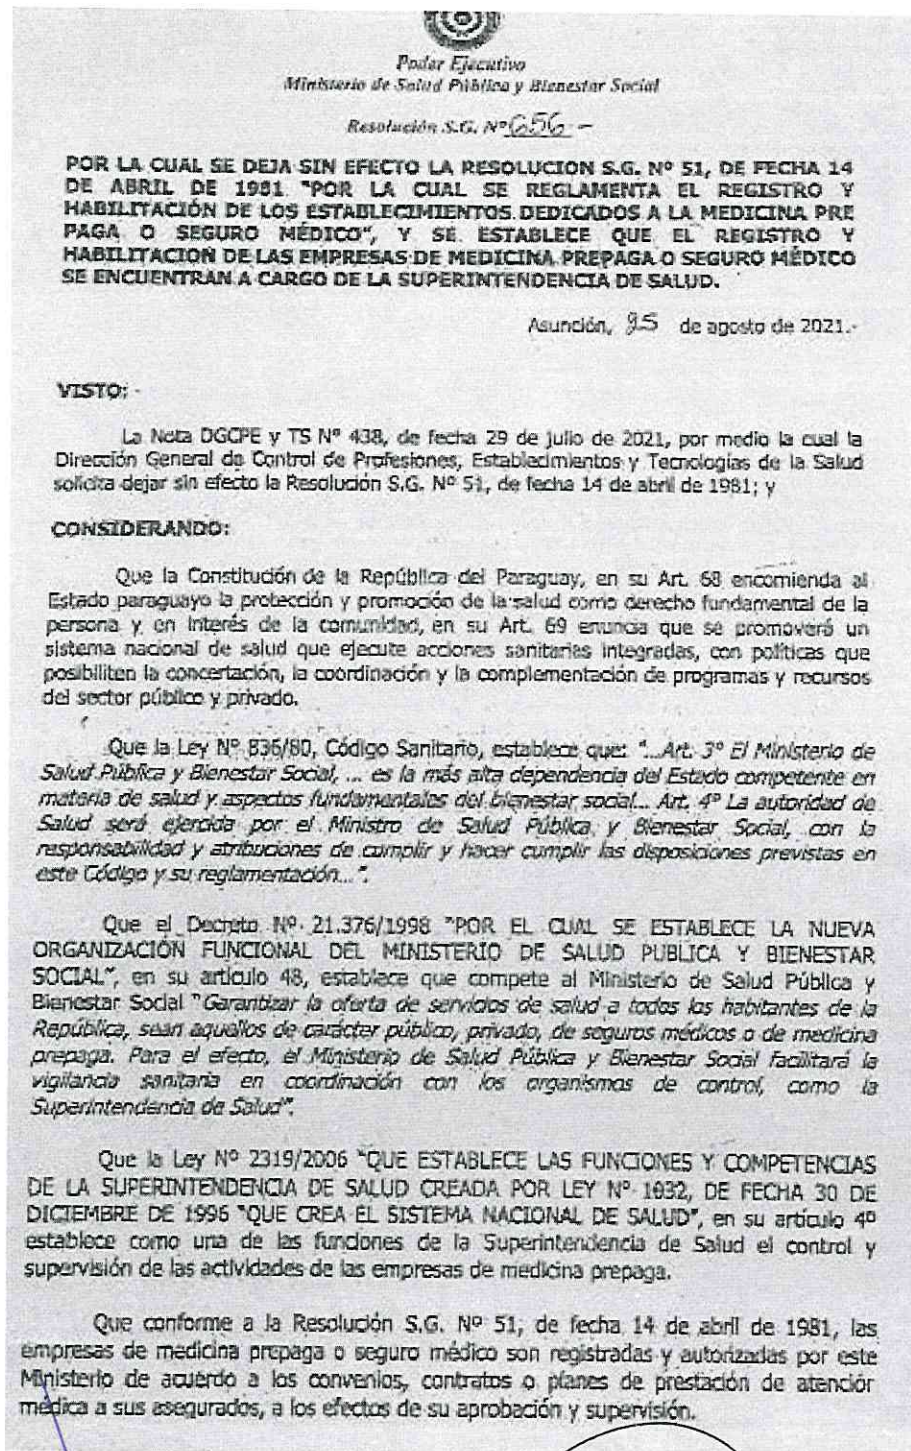 Poder Ejecutivo
Ministerio de Salud Pública y Bienestar Social
Resolución S.G. Nº 656.-
POR LA CUAL SE DEJA SIN EFECTO LA RESOLUCION S.G. Nº 51, DE FECHA 14
DE ABRIL DE 1981 "POR LA CUAL SE REGLAMENTA EL REGISTRO Y
HABILITACIÓN DE LOS ESTABLECIMIENTOS DEDICADOS A LA MEDICINA PRE
PAGA O SEGURO MÉDICO", Y SE ESTABLECE QUE EL REGISTRO Y
HABILITACION DE LAS EMPRESAS DE MEDICINA PREPAGA O SEGURO MÉDICO
SE ENCUENTRAN A CARGO DE LA SUPERINTENDENCIA DE SALUD.
Asunción, 25 de agosto de 2021.-
VISTO: -
La Nota DGCPE y TS Nº 438, de fecha 29 de julio de 2021, por medio la cual la
Dirección General de Control de Profesiones, Establecimientos y Tecnologías de la Salud
solicita dejar sin efecto la Resolución S.G. Nº 51, de fecha 14 de abril de 1981; y
CONSIDERANDO:
Que la Constitución de la República del Paraguay, en su Art. 68 encomienda al
Estado paraguayo la protección y promoción de la salud como derecho fundamental de la
persona y en interés de la comunidad, en su Art. 69 enuncia que se promoverá un
sistema nacional de salud que ejecute acciones sanitarias integradas, con políticas que
posibiliten la concertación, la coordinación y la complementación de programas y recursos
del sector público y privado.
Que la Ley Nº 836/80, Código Sanitario, establece que: "...Art. 3º El Ministerio de
Salud Pública y Bienestar Social, ... es la más alta dependencia del Estado competente en
materia de salud y aspectos fundamentales del bienestar social... Art. 4º La autoridad de
Salud será ejercida por el Ministro de Salud Pública y Bienestar Social, con la
responsabilidad y atribuciones de cumplir y hacer cumplir las disposiciones previstas en
este Código y su reglamentación...".
Que el Decreto Nº 21.376/1998 "POR EL CUAL SE ESTABLECE LA NUEVA
ORGANIZACIÓN FUNCIONAL DEL MINISTERIO DE SALUD PUBLICA Y BIENESTAR
SOCIAL", en su artículo 48, establece que compete al Ministerio de Salud Pública y
Bienestar Social "Garantizar la oferta de servicios de salud a todos los habitantes de la
República, sean aquellos de carácter público, privado, de seguros médicos o de medicina
prepaga. Para el efecto, el Ministerio de Salud Pública y Bienestar Social facilitará la
vigilancia sanitaria en coordinación con los organismos de control, como la
Superintendencia de Salud".
Que la Ley Nº 2319/2006 "QUE ESTABLECE LAS FUNCIONES Y COMPETENCIAS
DE LA SUPERINTENDENCIA DE SALUD CREADA POR LEY Nº 1032, DE FECHA 30 DE
DICIEMBRE DE 1996 "QUE CREA EL SISTEMA NACIONAL DE SALUD", en su artículo 4º
establece como una de las funciones de la Superintendencia de Salud el control y
supervisión de las actividades de las empresas de medicina prepaga.
Que conforme a la Resolución S.G. Nº 51, de fecha 14 de abril de 1981, las
empresas de medicina prepaga o seguro médico son registradas y autorizadas por este
Ministerio de acuerdo a los convenios, contratos o planes de prestación de atención
médica a sus asegurados, a los efectos de su aprobación y supervisión.